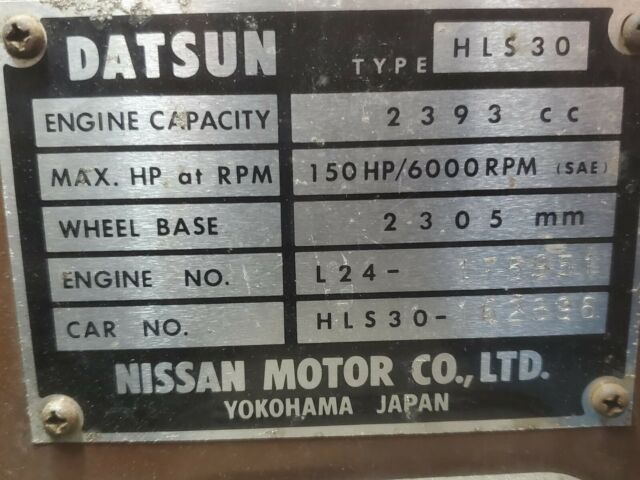 DATSUN TYPE HLS30
ENGINE CAPACITY 2393 cc
MAX. HP at RPM 150HP/6000RPM (SAE)
WHEEL BASE 2305 mm
ENGINE NO. L24-
CAR NO. HLS30-
NISSAN MOTOR CO., LTD.
YOKOHAMA JAPAN